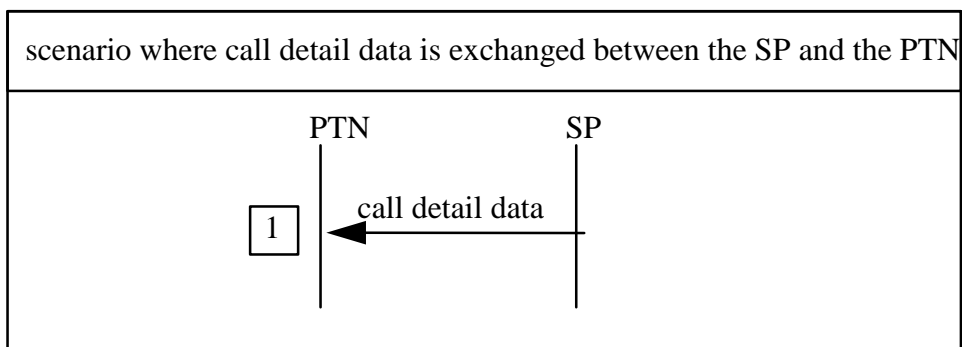 scenario where call detail data is exchanged between the SP and the PTN
PTN SP
call detail data
1